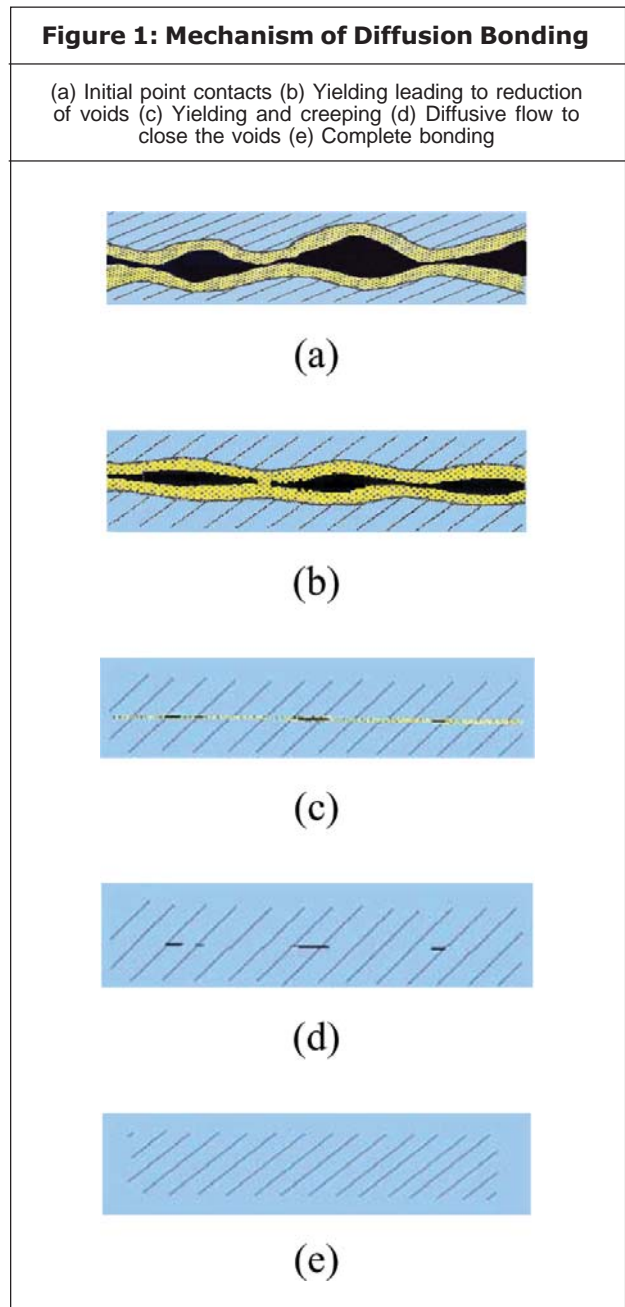 Figure 1: Mechanism of Diffusion Bonding
(a) Initial point contacts (b) Yielding leading to reduction
of voids (c) Yielding and creeping (d) Diffusive flow to
close the voids (e) Complete bonding
(a)
(b)
(c)
(d)
(e)